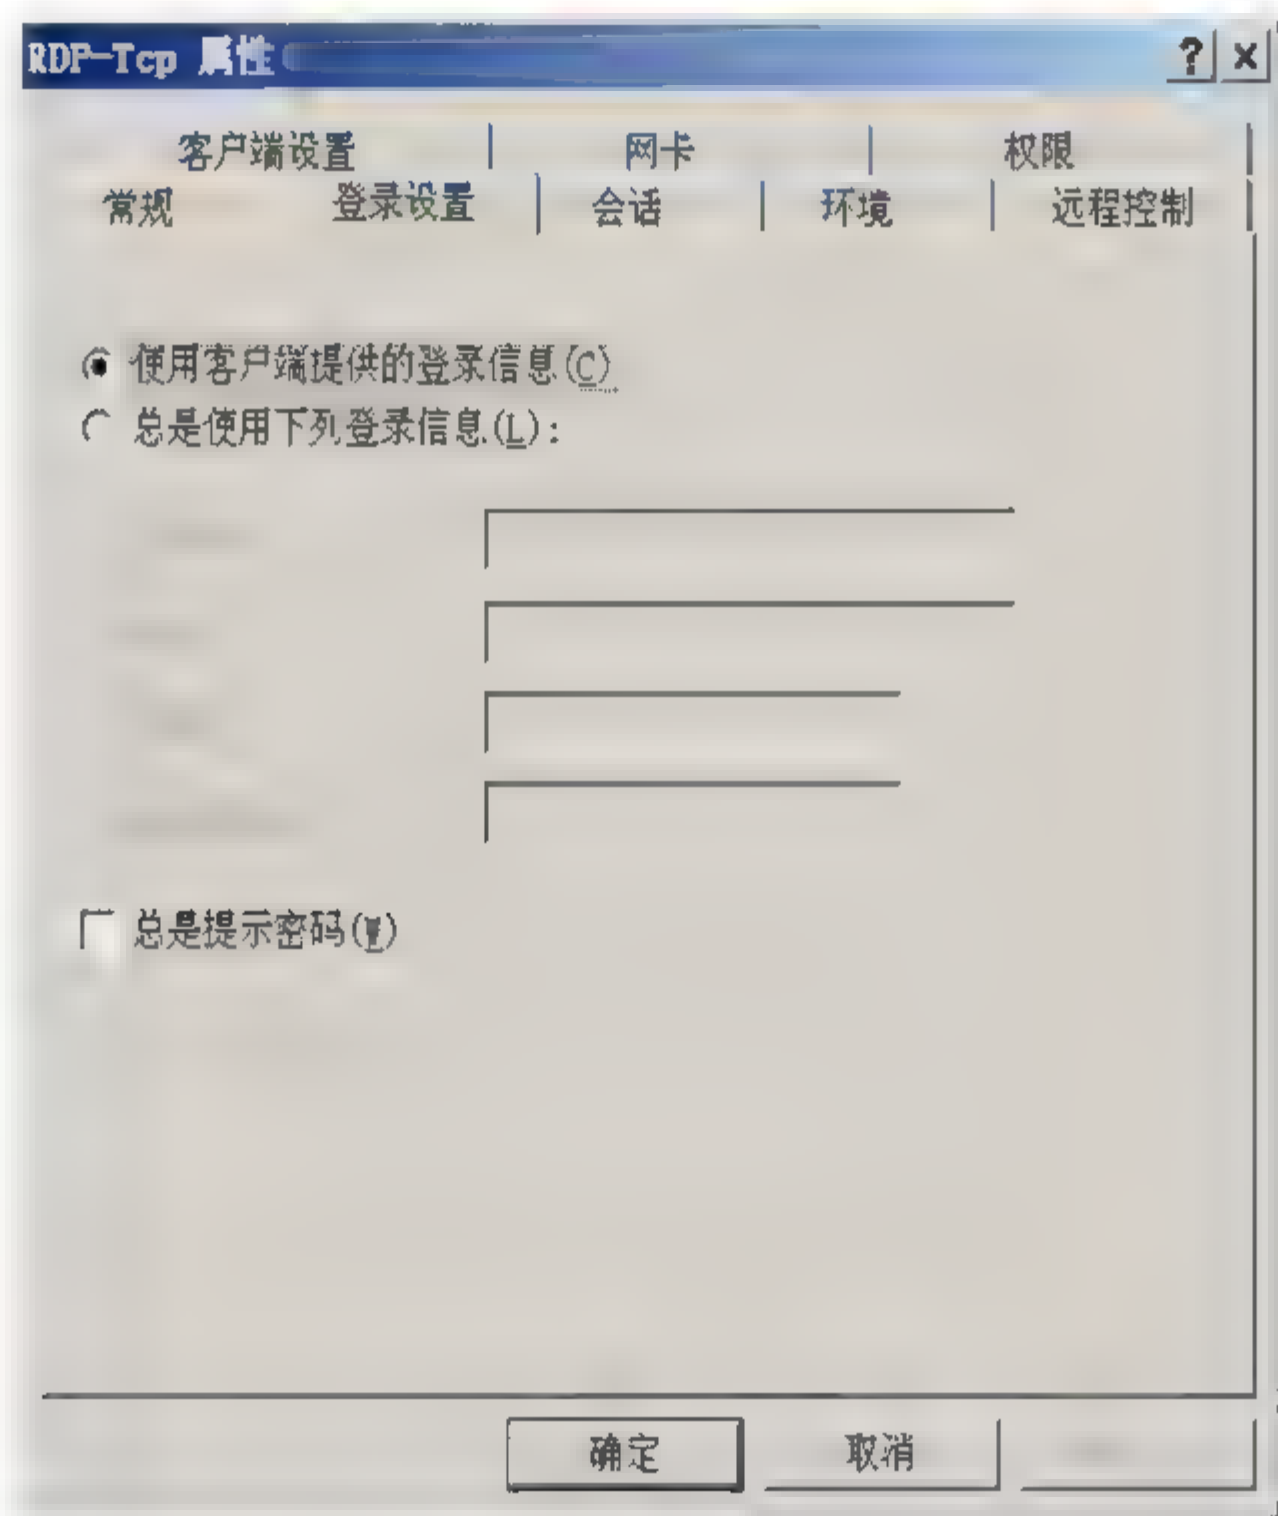 RDP-Tcp 属性
客户端设置 网卡 权限
常规 登录设置 会话 环境 远程控制
使用客户端提供的登录信息(C)
总是使用下列登录信息(L):
总是提示密码(W)
确定 取消